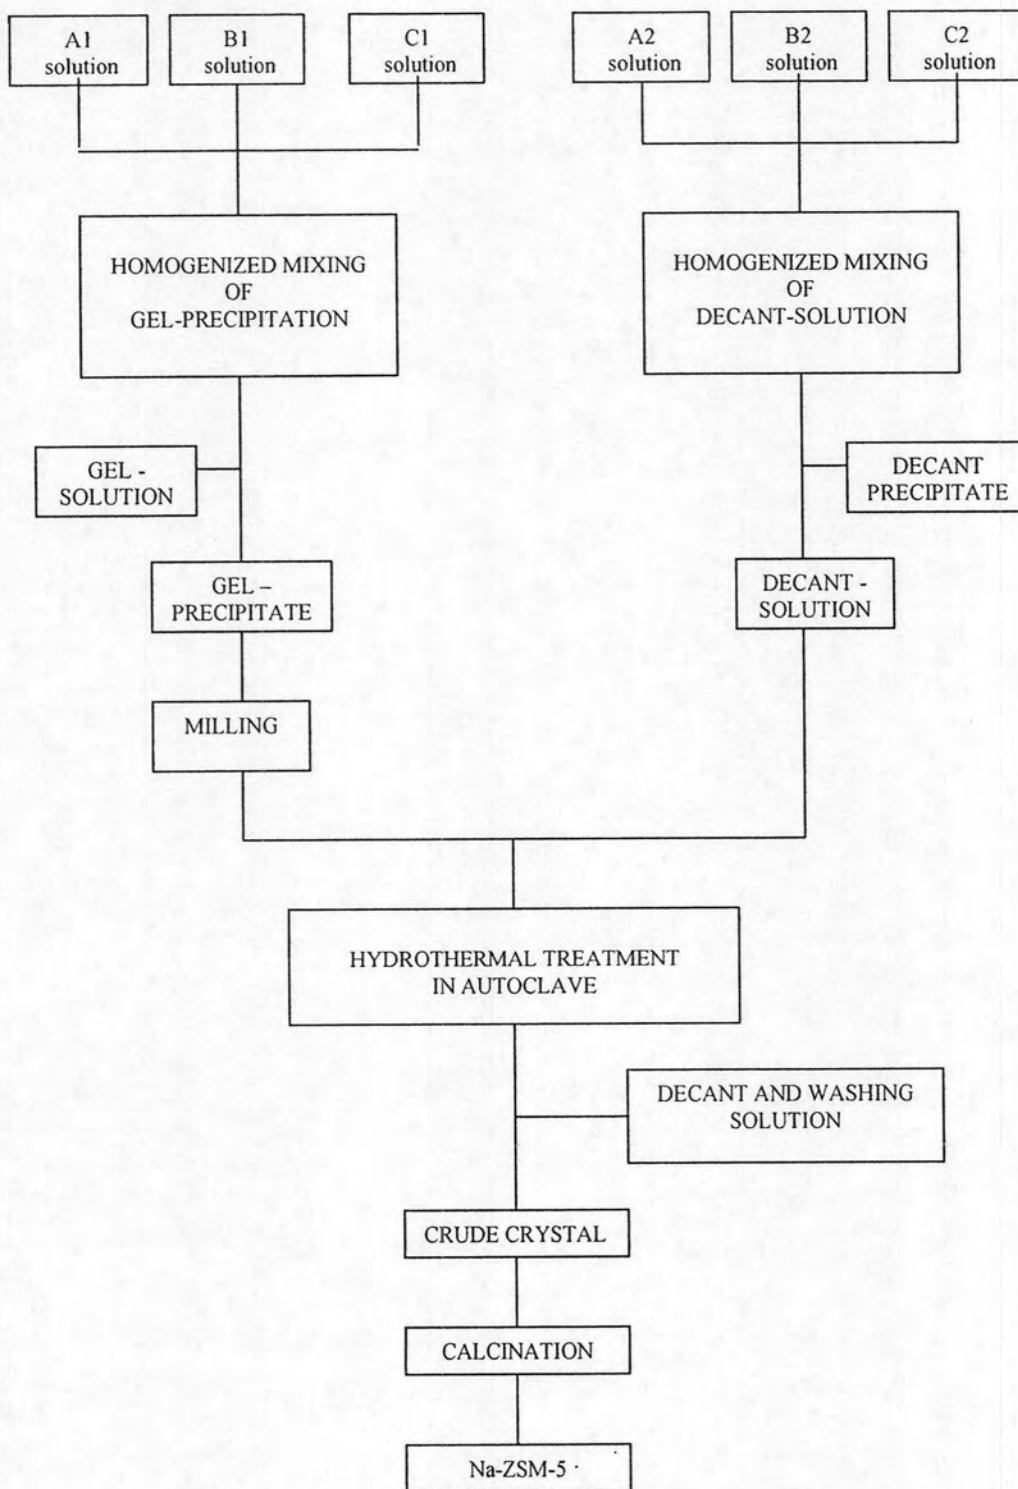 A1
solution
B1
solution
C1
solution
A2
solution
B2
solution
C2
solution
HOMOGENIZED MIXING
OF
GEL-PRECIPITATION
HOMOGENIZED MIXING
OF
DECANT-SOLUTION
GEL -
SOLUTION
DECANT
PRECIPITATE
GEL –
PRECIPITATE
DECANT -
SOLUTION
MILLING
HYDROTHERMAL TREATMENT
IN AUTOCLAVE
DECANT AND WASHING
SOLUTION
CRUDE CRYSTAL
CALCINATION
Na-ZSM-5